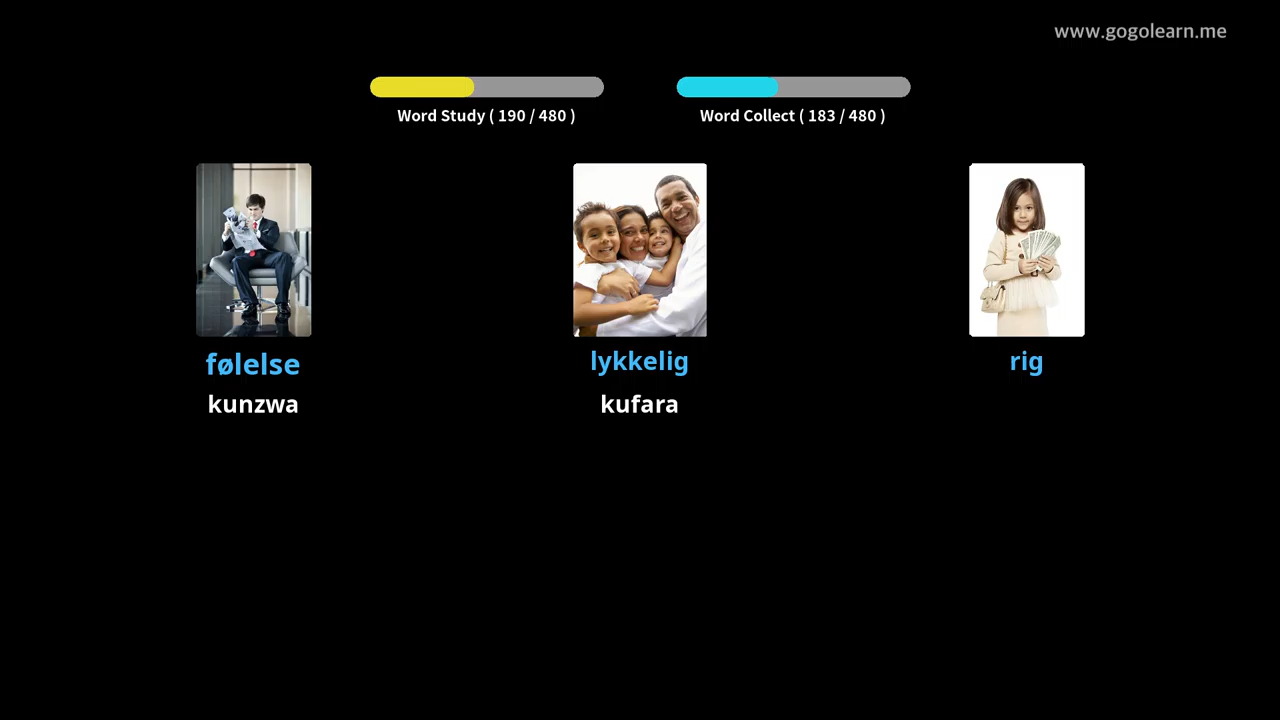 www.gogolearn.me
Word Study ( 190 / 480 )
Word Collect ( 183 / 480 )
følelse
lykkelig
rig
kunzwa
kufara